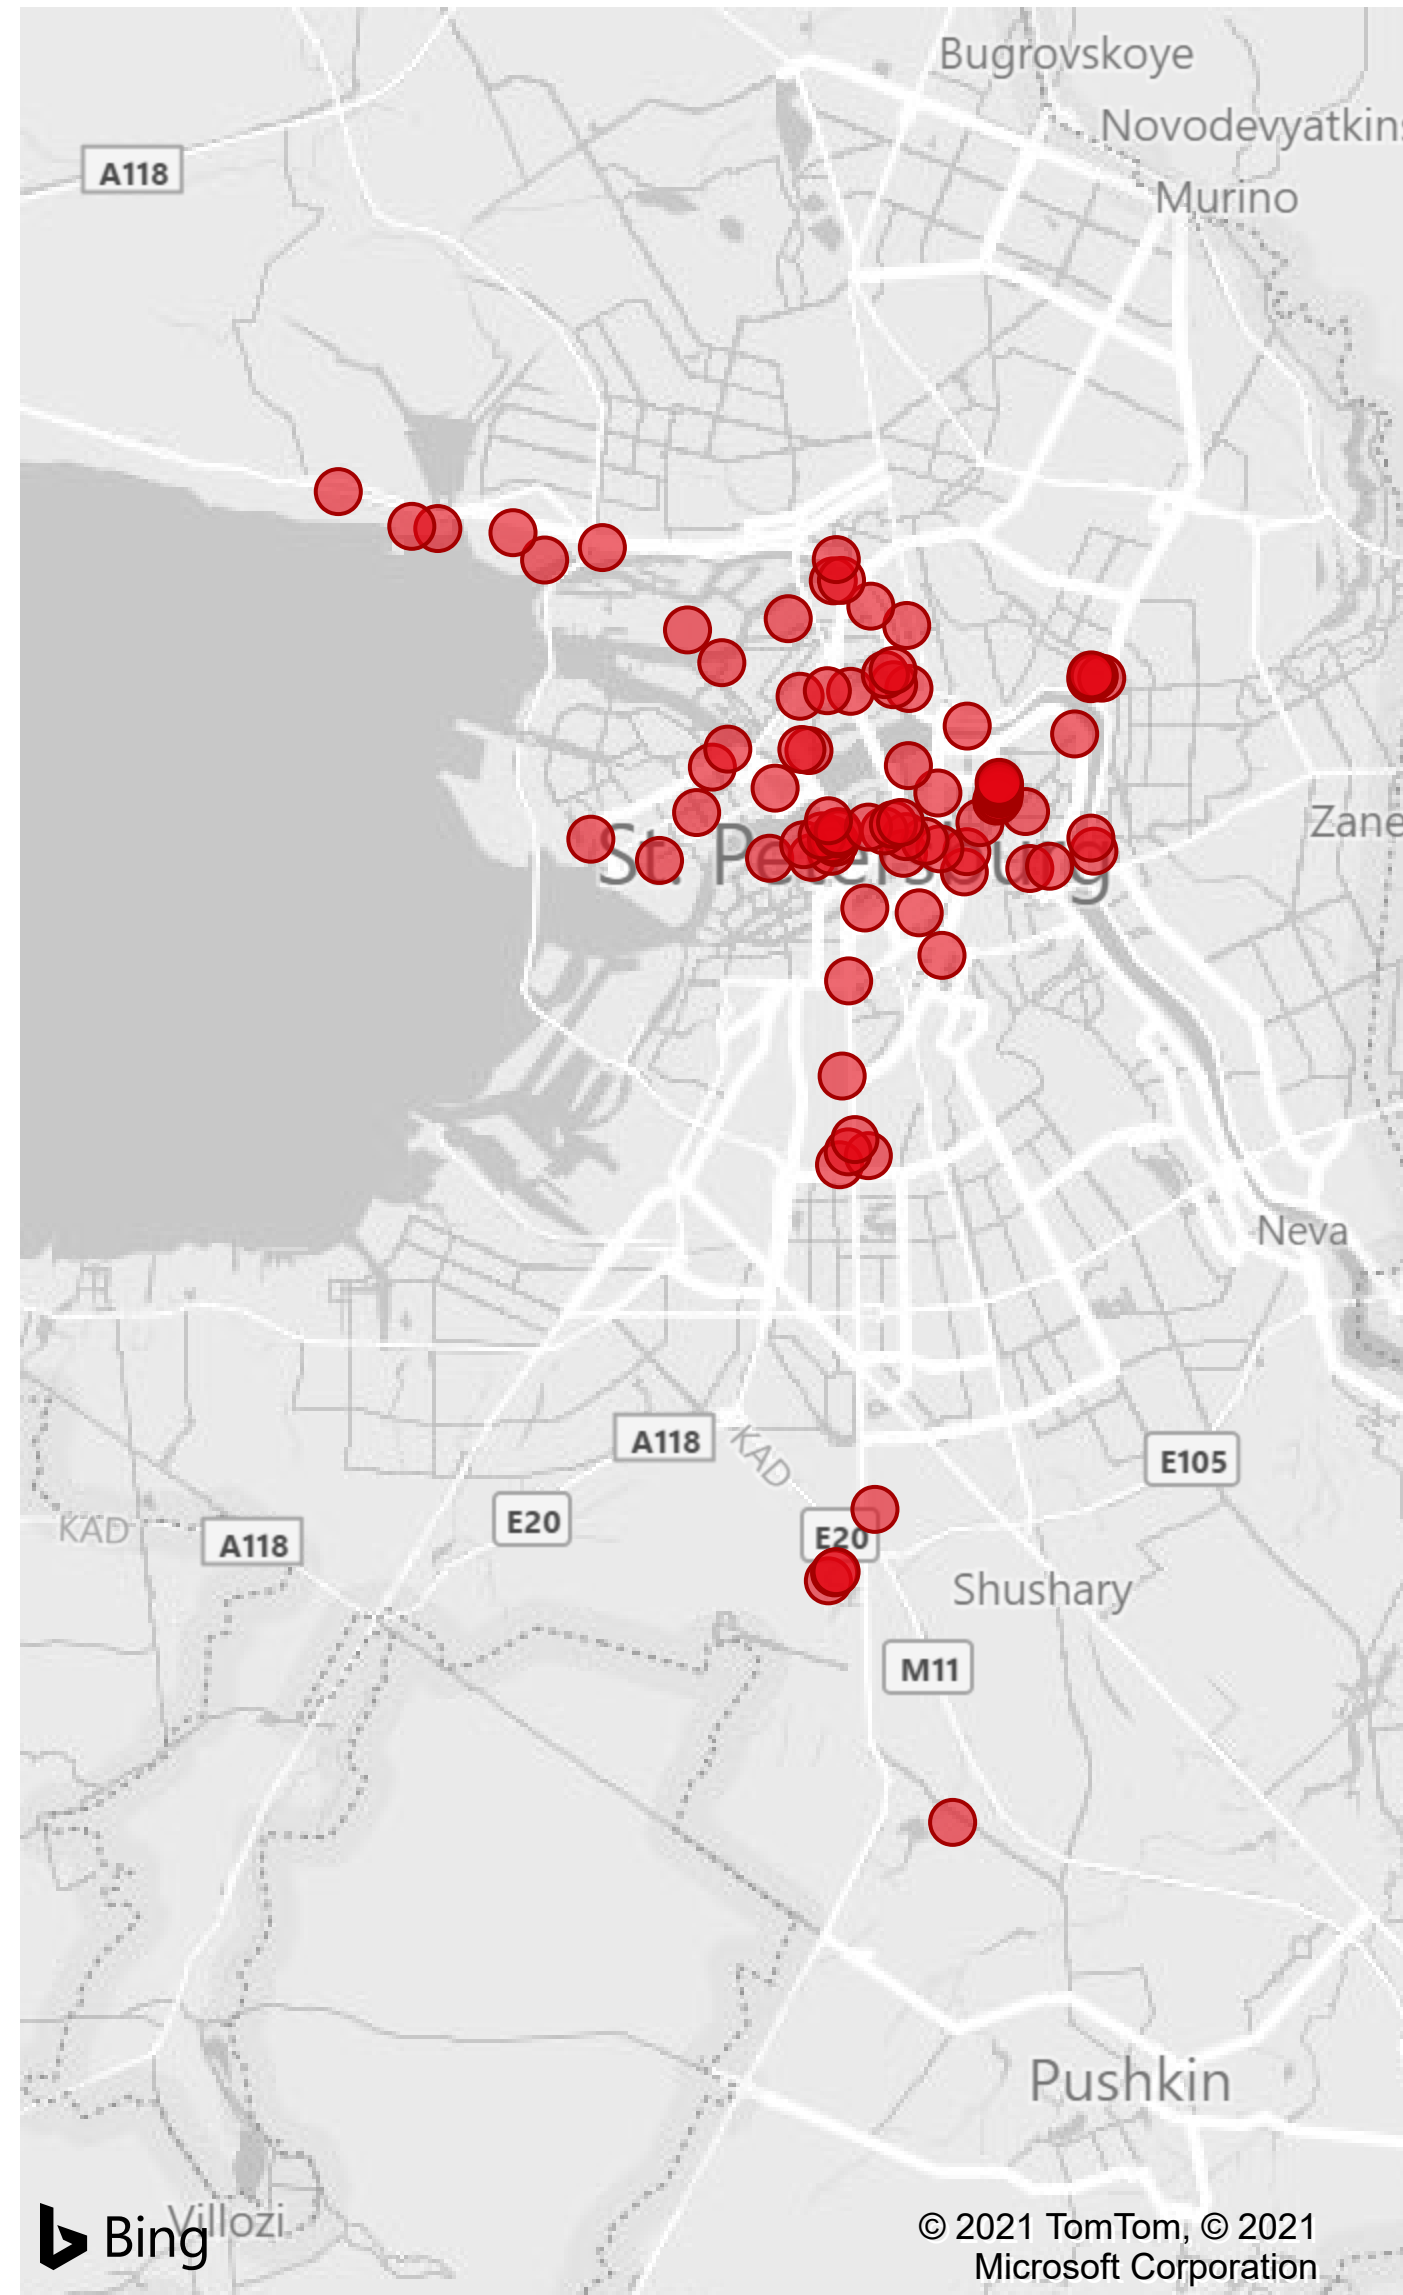 Bugrovskoye
Novodevyatkins
A118
Murino
Zane
St. Petersburg
Neva
A118
KAD
E105
E20
KAD
A118
E20
Shushary
M11
Pushkin
Villozi
Bing
© 2021 TomTom, © 2021
Microsoft Corporation